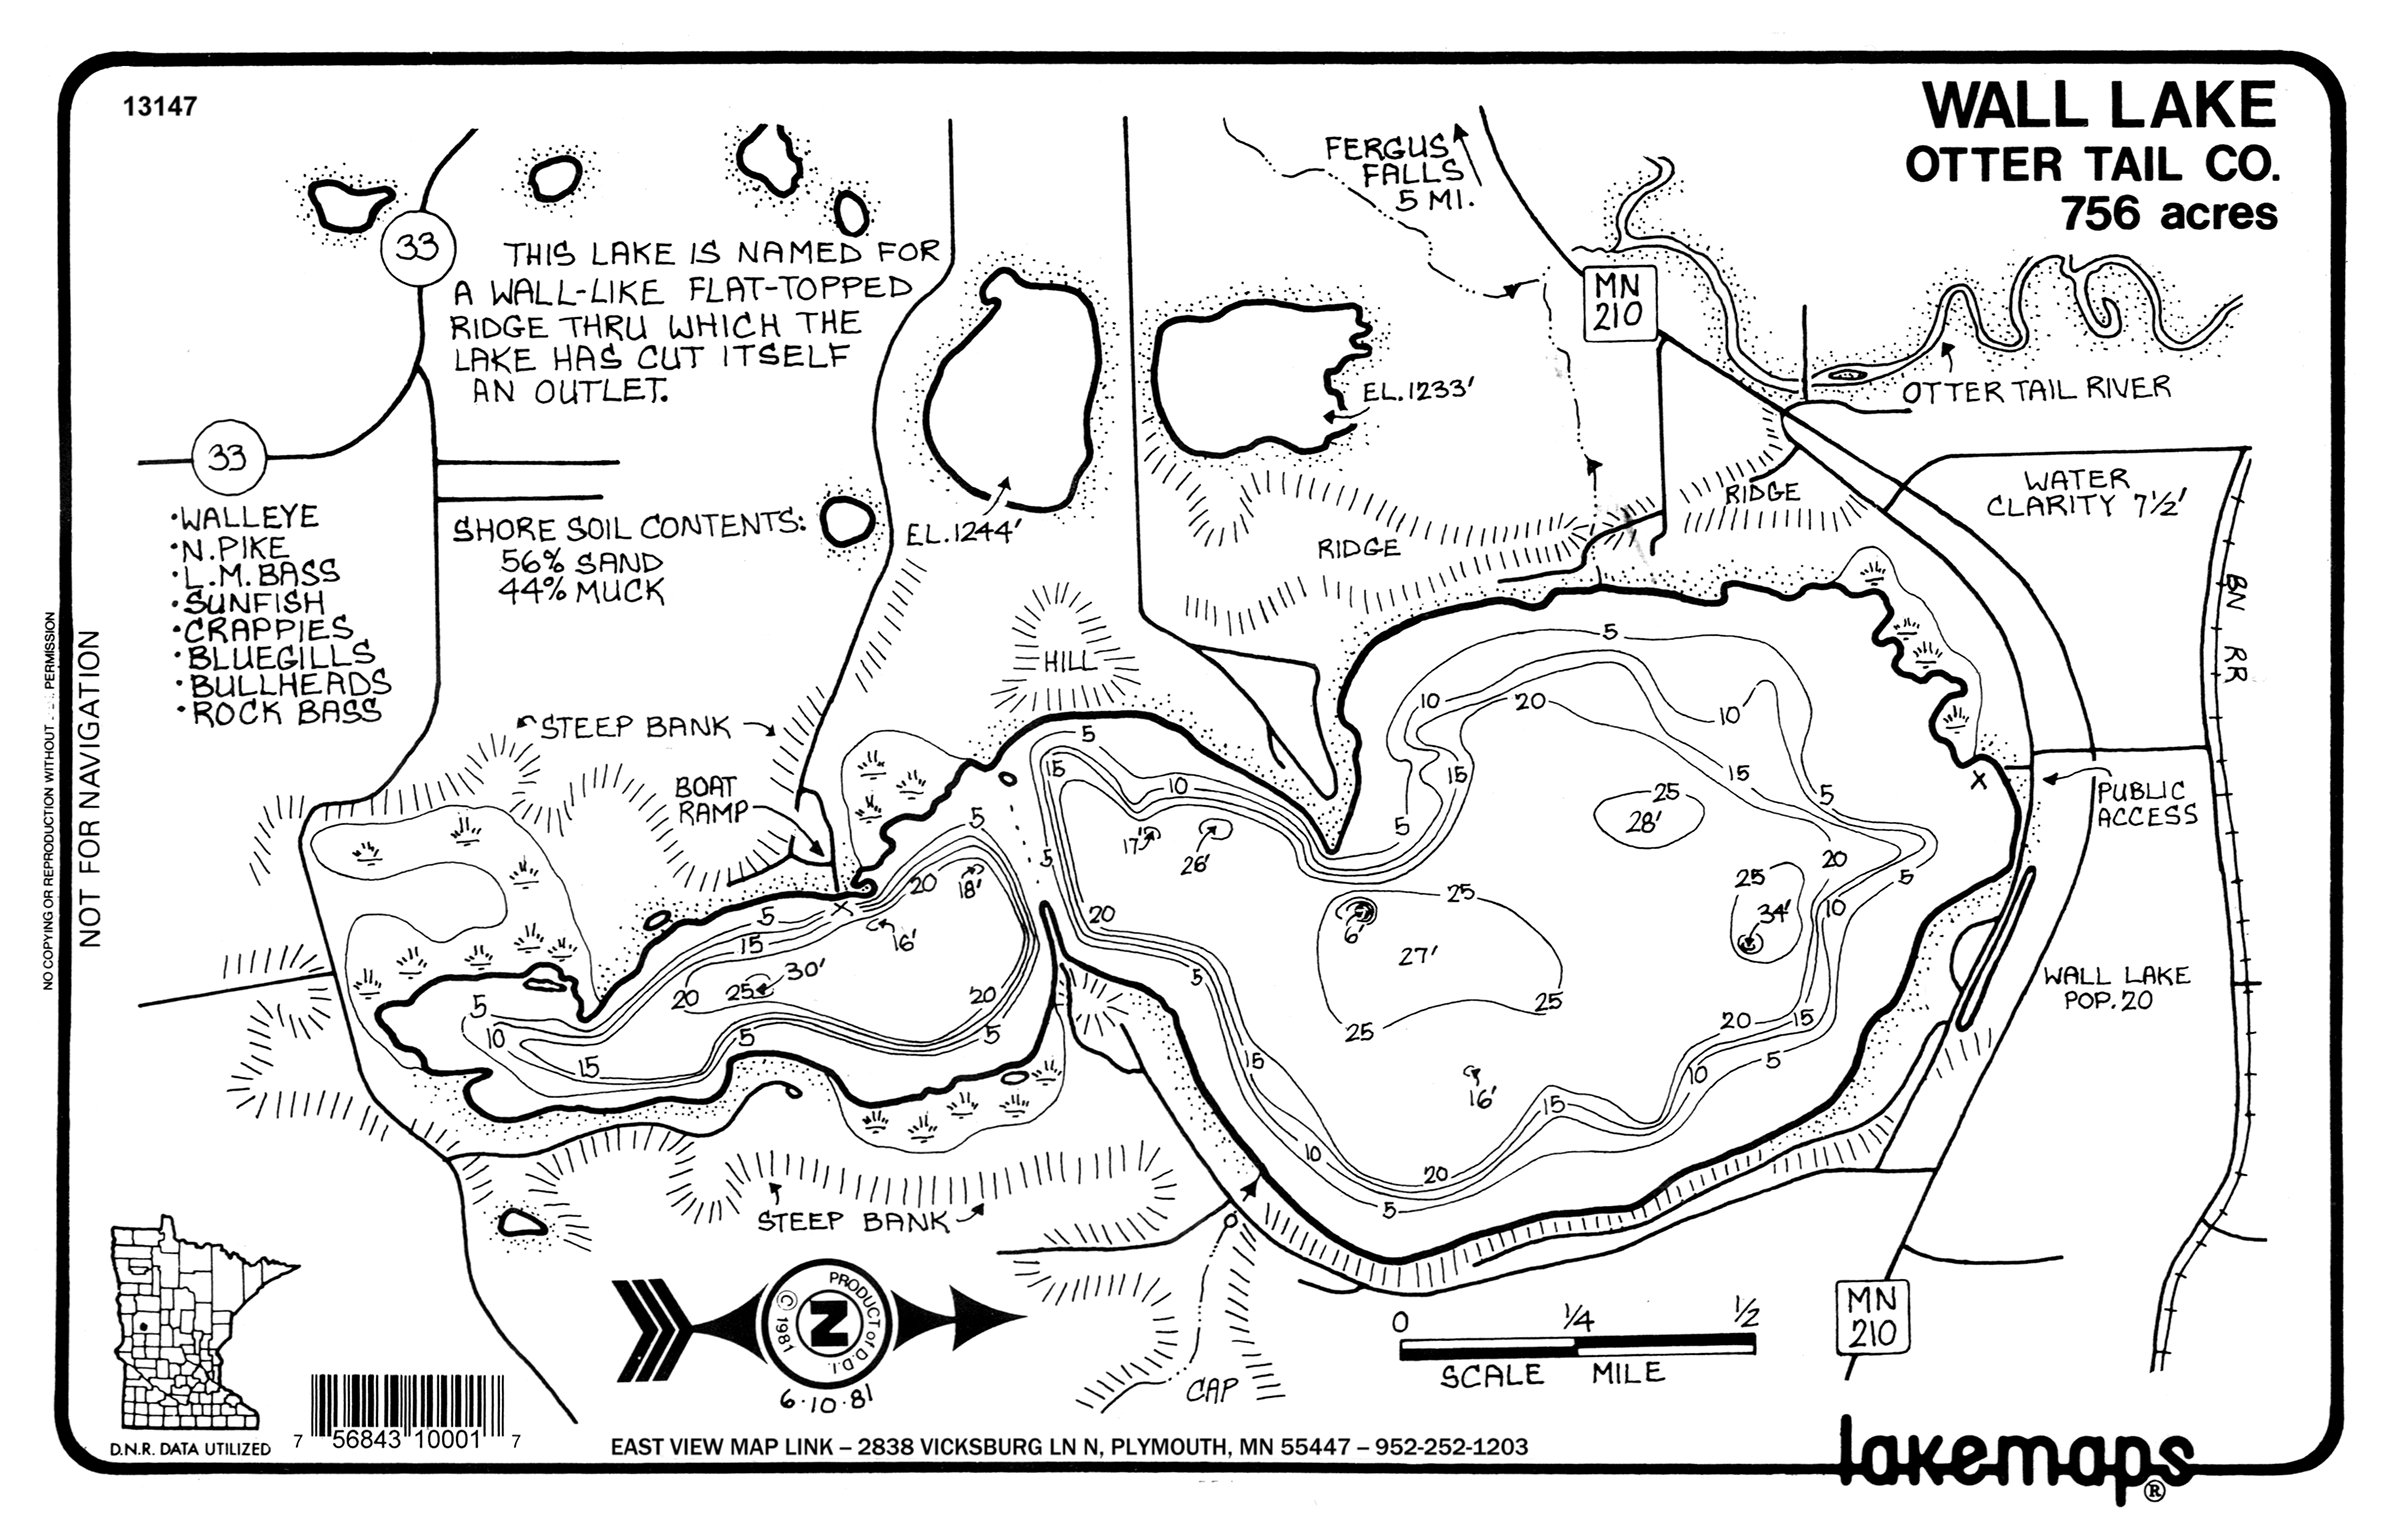 13147
WALL LAKE
OTTER TAIL CO.
756 acres
FERGUS
FALLS
5 MI.
33
THIS LAKE IS NAMED FOR
A WALL-LIKE FLAT-TOPPED
RIDGE THRU WHICH THE
LAKE HAS CUT ITSELF
AN OUTLET.
MN
210
EL. 1233'
OTTER TAIL RIVER
33
WATER
CLARITY 7½'
RIDGE
RIDGE
•WALLEYE
•N. PIKE
•L.M. BASS
•SUNFISH
•CRAPPIES
•BLUEGILLS
•BULLHEADS
•ROCK BASS
SHORE SOIL CONTENTS:
56% SAND
44% MUCK
EL. 1244'
BN RR
HILL
STEEP BANK
BOAT
RAMP
PUBLIC
ACCESS
5
10
20
10
5
15
10
15
15
5
25
28'
5
5
17'
26'
5
20
25
5
20
18'
34'
10
25
6'
27'
5
16'
15
20
5
30'
25
20
20
25
25
5
10
15
5
5
15
20
15
5
10
16'
15
10
20
5
WALL LAKE
POP. 20
STEEP BANK
CAP
PRODUCT of D.D.I.
© 1981
N
6·10·81
0 ¼ ½
SCALE MILE
MN
210
NOT FOR NAVIGATION
D.N.R. DATA UTILIZED
7 56843 10001 7
EAST VIEW MAP LINK – 2838 VICKSBURG LN N, PLYMOUTH, MN 55447 – 952-252-1203
lakemaps®
NO COPYING OR REPRODUCTION WITHOUT PERMISSION